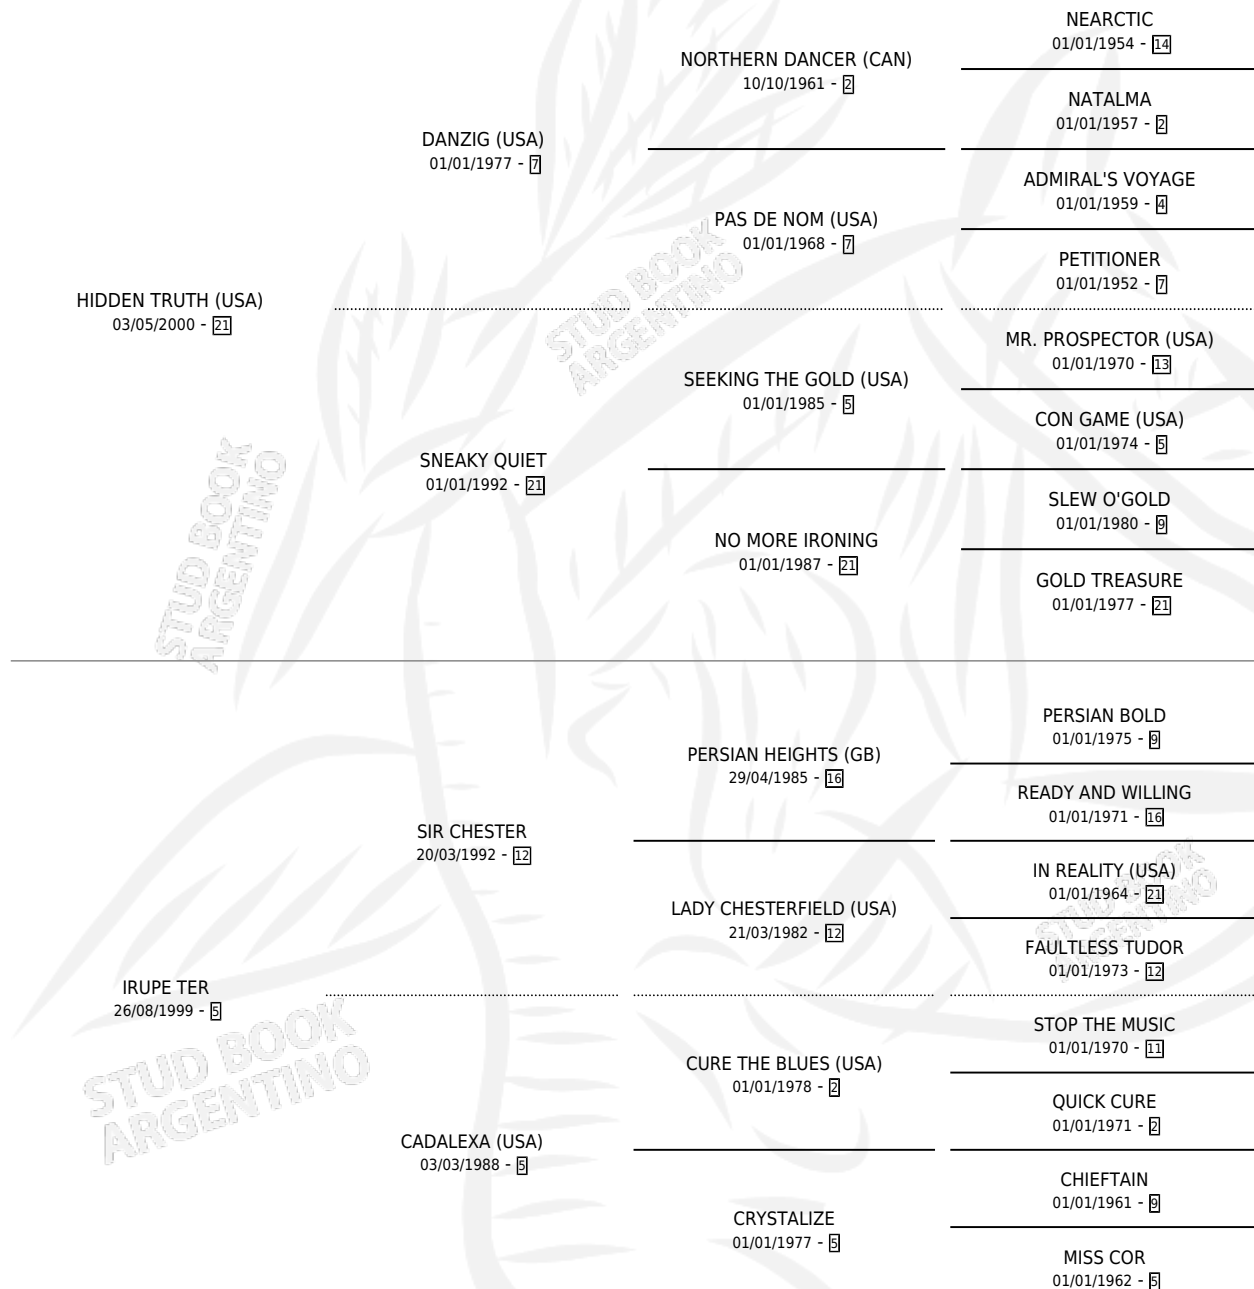 NEARCTIC
01/01/1954 - 14
NORTHERN DANCER (CAN)
10/10/1961 - 2
NATALMA
01/01/1957 - 2
DANZIG (USA)
01/01/1977 - 7
ADMIRAL'S VOYAGE
01/01/1959 - 4
PAS DE NOM (USA)
01/01/1968 - 7
PETITIONER
01/01/1952 - 7
HIDDEN TRUTH (USA)
03/05/2000 - 21
STUD BOOK
ARGENTINO
MR. PROSPECTOR (USA)
01/01/1970 - 13
SEEKING THE GOLD (USA)
01/01/1985 - 5
CON GAME (USA)
01/01/1974 - 5
SNEAKY QUIET
01/01/1992 - 21
SLEW O'GOLD
01/01/1980 - 9
NO MORE IRONING
01/01/1987 - 21
GOLD TREASURE
01/01/1977 - 21
STUD BOOK
ARGENTINO
PERSIAN BOLD
01/01/1975 - 9
PERSIAN HEIGHTS (GB)
29/04/1985 - 16
READY AND WILLING
01/01/1971 - 16
SIR CHESTER
20/03/1992 - 12
IN REALITY (USA)
01/01/1964 - 21
LADY CHESTERFIELD (USA)
21/03/1982 - 12
FAULTLESS TUDOR
01/01/1973 - 12
STUD BOOK
ARGENTINO
IRUPE TER
26/08/1999 - 5
STOP THE MUSIC
01/01/1970 - 11
CURE THE BLUES (USA)
01/01/1978 - 2
QUICK CURE
01/01/1971 - 2
STUD BOOK
ARGENTINO
CADALEXA (USA)
03/03/1988 - 5
CHIEFTAIN
01/01/1961 - 9
CRYSTALIZE
01/01/1977 - 5
MISS COR
01/01/1962 - 5